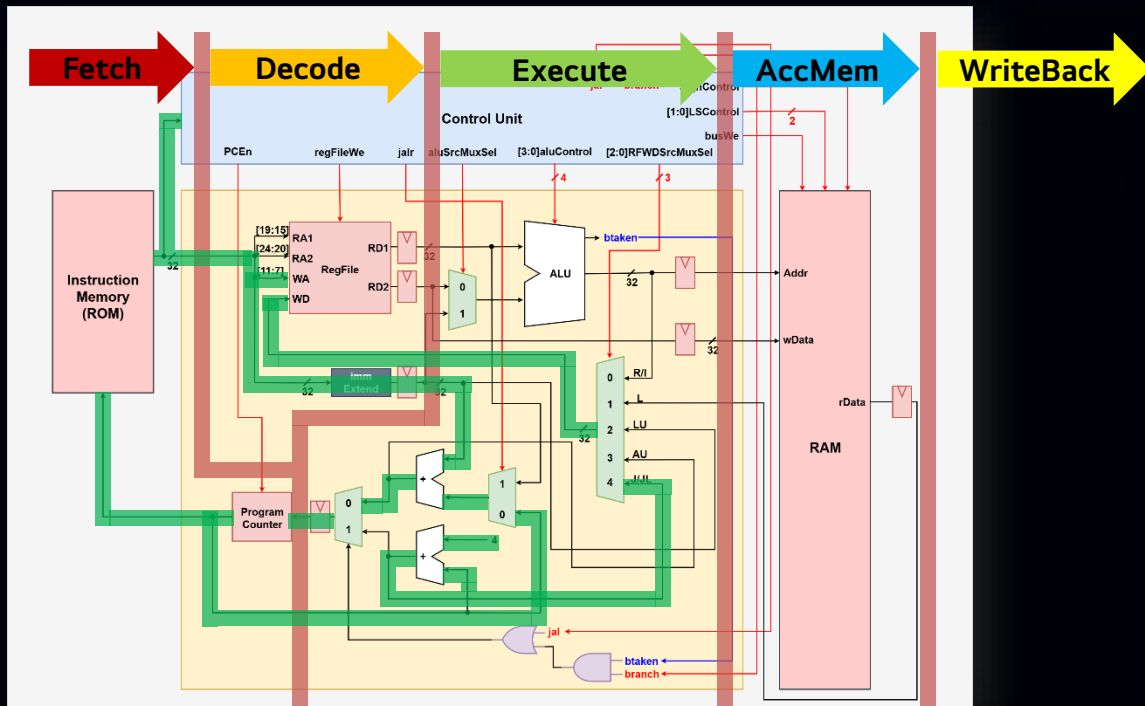 Fetch
Decode
Execute
AccMem
WriteBack
Control Unit
[1:0]LSControl
2
busWe
PCEn
regFileWe
jalr
aluSrcMuxSel
[3:0]aluControl
[2:0]RFWDSrcMuxSel
4
3
Instruction
Memory
(ROM)
32
[19:15]
[24:20]
[11:7]
RA1
RA2
WA
WD
RegFile
RD1
RD2
32
0
1
ALU
btaken
32
32
Addr
wData
rData
RAM
32
Imm
Extend
32
0
R/I
1
L
2
LU
3
AU
4
J/JL
32
+
1
0
+
4
Program
Counter
0
1
jal
btaken
branch